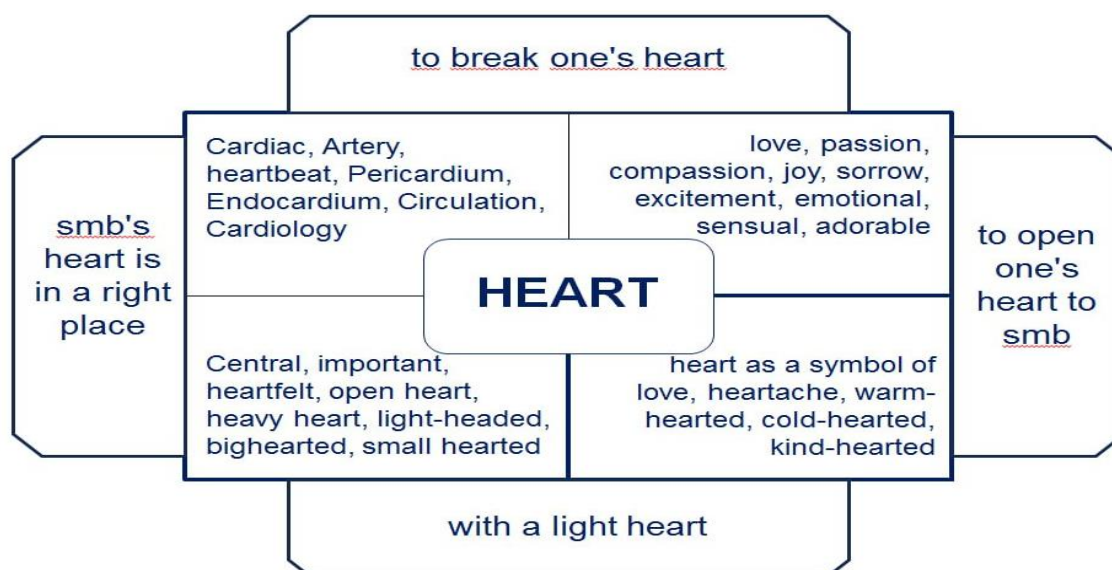 to break one's heart
smb's
heart is
in a right
place
Cardiac, Artery,
heartbeat, Pericardium,
Endocardium, Circulation,
Cardiology
love, passion,
compassion, joy, sorrow,
excitement, emotional,
sensual, adorable
HEART
Central, important,
heartfelt, open heart,
heavy heart, light-headed,
bighearted, small hearted
heart as a symbol of
love, heartache, warm-
hearted, cold-hearted,
kind-hearted
to open
one's
heart to
smb
with a light heart